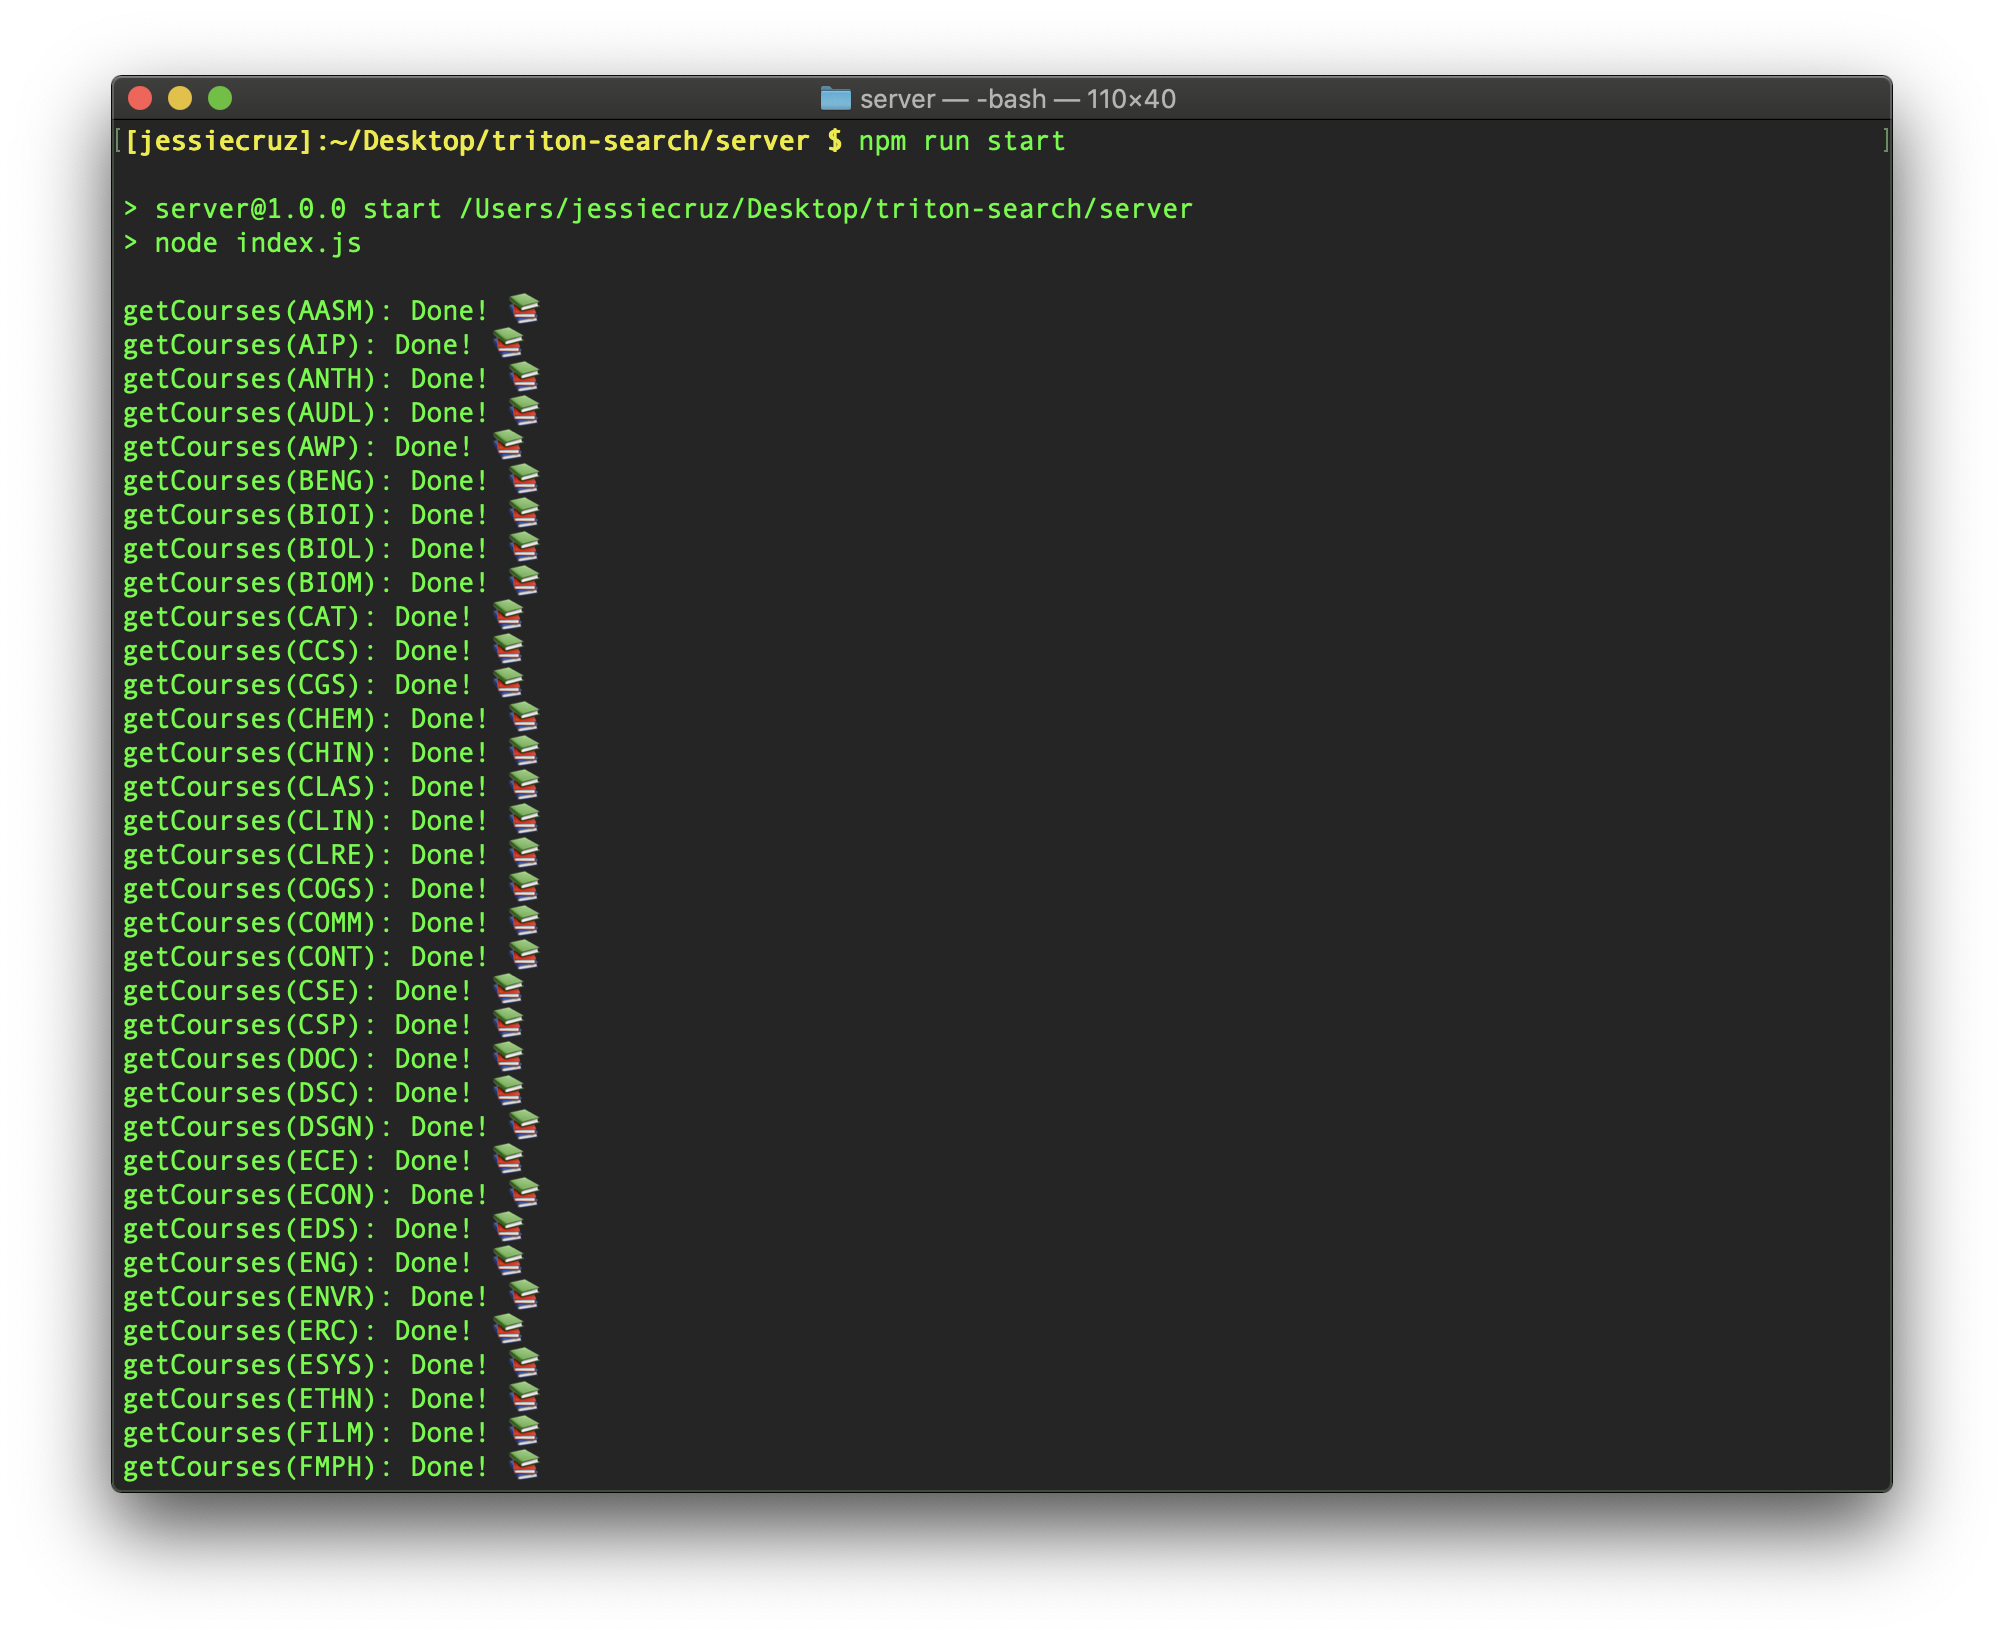 server — -bash — 110×40
[[jessiecruz]:~/Desktop/triton-search/server $ npm run start ]
> server@1.0.0 start /Users/jessiecruz/Desktop/triton-search/server
> node index.js
getCourses(AASM): Done! 📚
getCourses(AIP): Done! 📚
getCourses(ANTH): Done! 📚
getCourses(AUDL): Done! 📚
getCourses(AWP): Done! 📚
getCourses(BENG): Done! 📚
getCourses(BIOI): Done! 📚
getCourses(BIOL): Done! 📚
getCourses(BIOM): Done! 📚
getCourses(CAT): Done! 📚
getCourses(CCS): Done! 📚
getCourses(CGS): Done! 📚
getCourses(CHEM): Done! 📚
getCourses(CHIN): Done! 📚
getCourses(CLAS): Done! 📚
getCourses(CLIN): Done! 📚
getCourses(CLRE): Done! 📚
getCourses(COGS): Done! 📚
getCourses(COMM): Done! 📚
getCourses(CONT): Done! 📚
getCourses(CSE): Done! 📚
getCourses(CSP): Done! 📚
getCourses(DOC): Done! 📚
getCourses(DSC): Done! 📚
getCourses(DSGN): Done! 📚
getCourses(ECE): Done! 📚
getCourses(ECON): Done! 📚
getCourses(EDS): Done! 📚
getCourses(ENG): Done! 📚
getCourses(ENVR): Done! 📚
getCourses(ERC): Done! 📚
getCourses(ESYS): Done! 📚
getCourses(ETHN): Done! 📚
getCourses(FILM): Done! 📚
getCourses(FMPH): Done! 📚